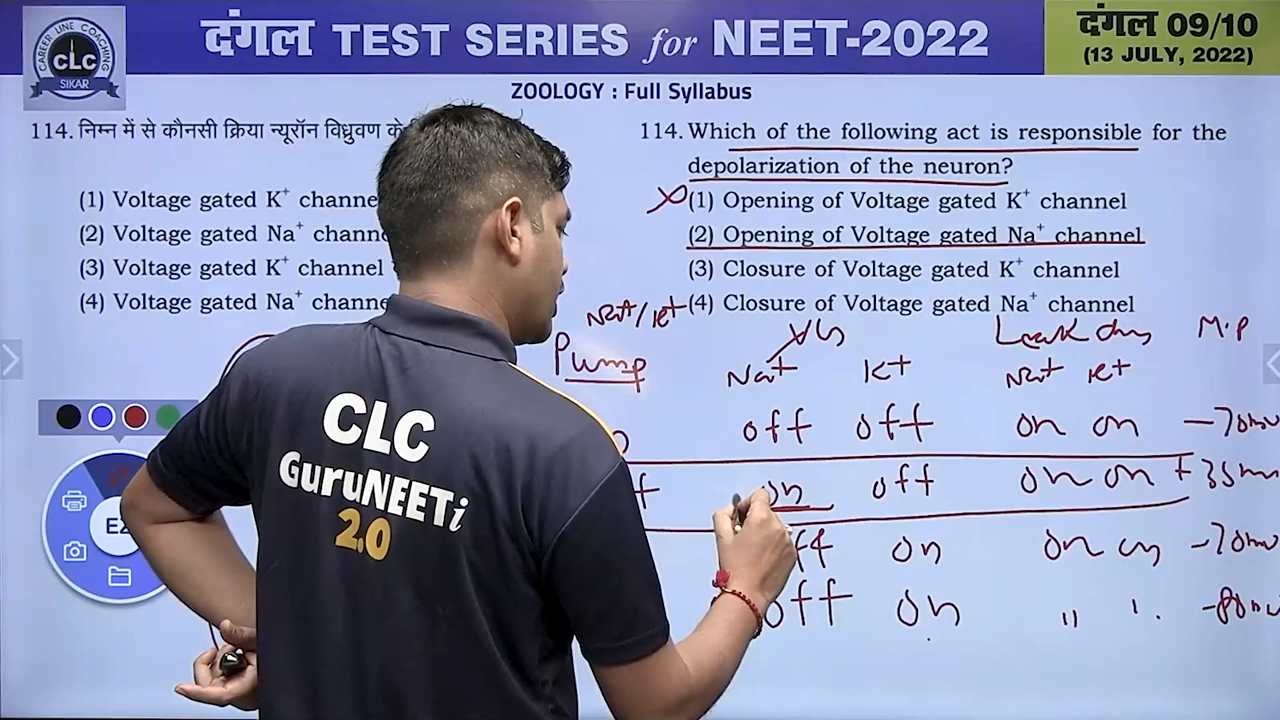 दंगल TEST SERIES for NEET-2022
दंगल 09/10
(13 JULY, 2022)
CAREER LINE COACHING
CLC
SIKAR
ZOOLOGY : Full Syllabus
114. निम्न में से कौनसी क्रिया न्यूरॉन विध्रुवण के
(1) Voltage gated K⁺ channe
(2) Voltage gated Na⁺ channe
(3) Voltage gated K⁺ channel
(4) Voltage gated Na⁺ channe
114. Which of the following act is responsible for the
depolarization of the neuron?
(1) Opening of Voltage gated K⁺ channel
(2) Opening of Voltage gated Na⁺ channel
(3) Closure of Voltage gated K⁺ channel
(4) Closure of Voltage gated Na⁺ channel
Na+/K+ VG Leak M.P
Pump Na+ K+ Na+ K+
off off on on -70mv
on off on on +35m
on on -70mv
off on " "
CLC
GuruNEETi
2.0